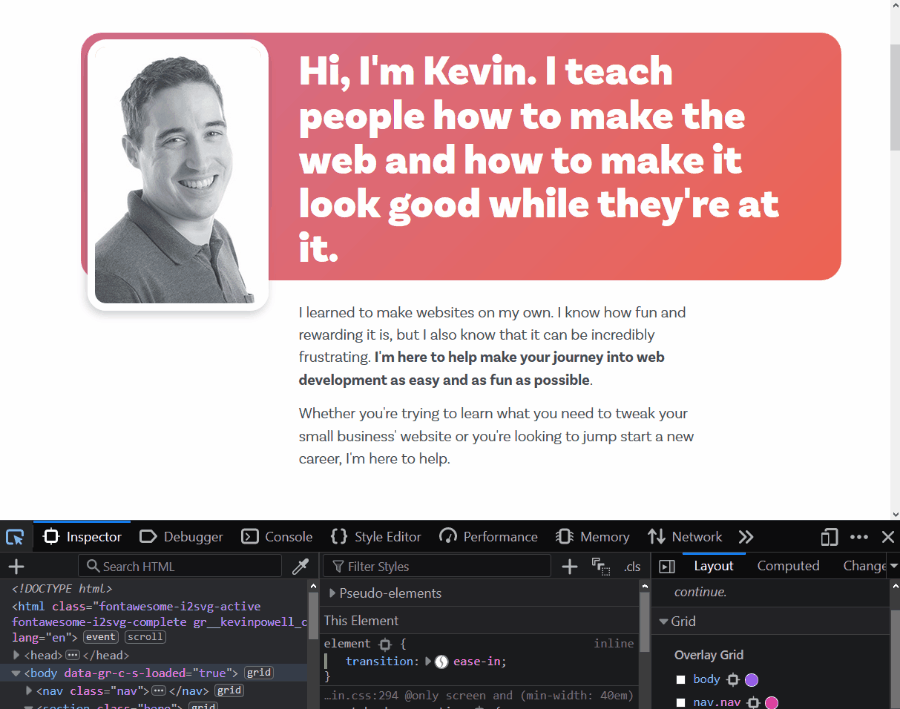 Hi, I'm Kevin. I teach
people how to make the
web and how to make it
look good while they're at
it.
I learned to make websites on my own. I know how fun and
rewarding it is, but I also know that it can be incredibly
frustrating. I'm here to help make your journey into web
development as easy and as fun as possible.
Whether you're trying to learn what you need to tweak your
small business' website or you're looking to jump start a new
career, I'm here to help.
Inspector Debugger Console Style Editor Performance Memory Network
Search HTML
<!DOCTYPE html>
<html class="fontawesome-i2svg-active
fontawesome-i2svg-complete gr__kevinpowell_c
lang="en"> event scroll
<head> ••• </head>
<body data-gr-c-s-loaded="true"> grid
<nav class="nav"> ••• </nav> grid
<section class="hero"> grid
Filter Styles + .cls
Pseudo-elements
This Element
element { inline
transition: ease-in;
}
…in.css:294 @only screen and (min-width: 40em)
Layout Computed Change
continue.
Grid
Overlay Grid
body
nav.nav